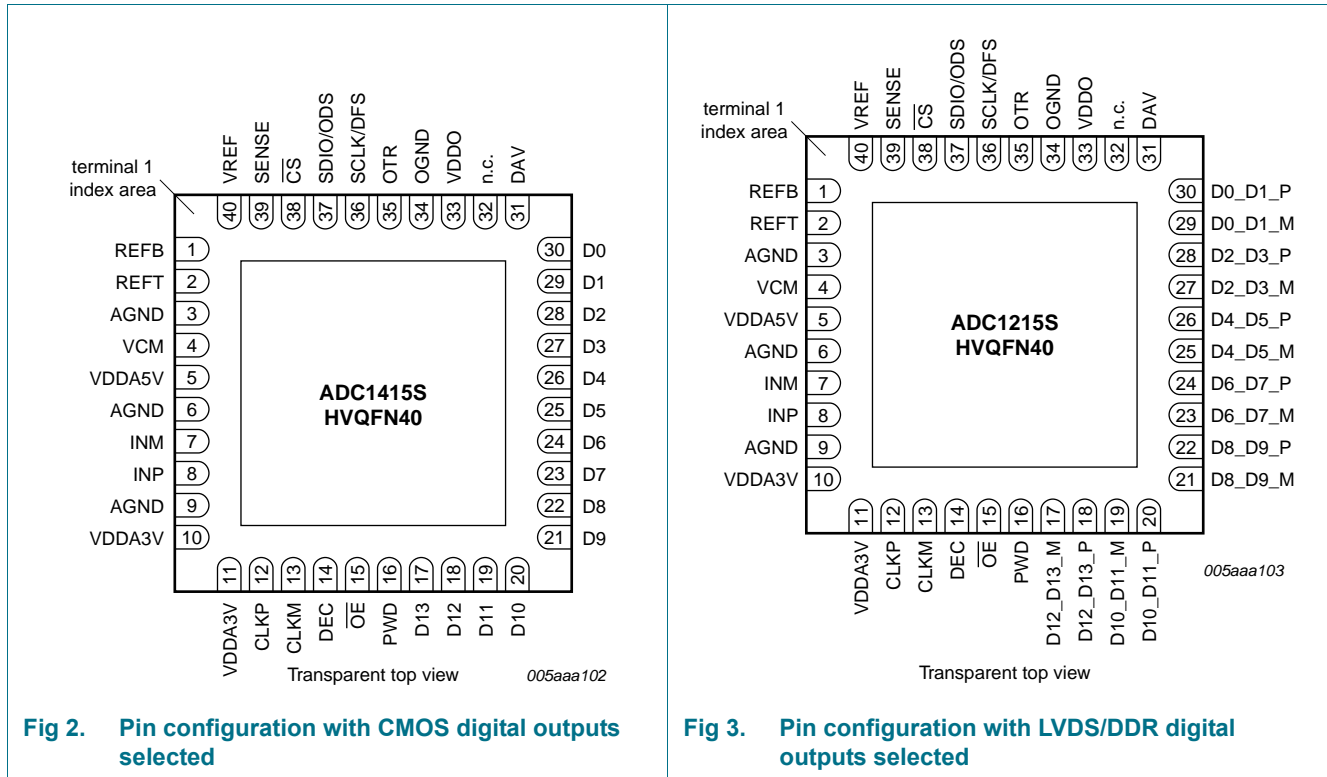 terminal 1
index area
VREF
SENSE
CS
SDIO/ODS
SCLK/DFS
OTR
OGND
VDDO
n.c.
DAV
40
39
38
37
36
35
34
33
32
31
REFB 1
REFT 2
AGND 3
VCM 4
VDDA5V 5
AGND 6
INM 7
INP 8
AGND 9
VDDA3V 10
ADC1415S
HVQFN40
30 D0
29 D1
28 D2
27 D3
26 D4
25 D5
24 D6
23 D7
22 D8
21 D9
11
12
13
14
15
16
17
18
19
20
VDDA3V
CLKP
CLKM
DEC
OE
PWD
D13
D12
D11
D10
Transparent top view
005aaa102
Fig 2. Pin configuration with CMOS digital outputs
selected
terminal 1
index area
VREF
SENSE
CS
SDIO/ODS
SCLK/DFS
OTR
OGND
VDDO
n.c.
DAV
40
39
38
37
36
35
34
33
32
31
REFB 1
REFT 2
AGND 3
VCM 4
VDDA5V 5
AGND 6
INM 7
INP 8
AGND 9
VDDA3V 10
ADC1215S
HVQFN40
30 D0_D1_P
29 D0_D1_M
28 D2_D3_P
27 D2_D3_M
26 D4_D5_P
25 D4_D5_M
24 D6_D7_P
23 D6_D7_M
22 D8_D9_P
21 D8_D9_M
11
12
13
14
15
16
17
18
19
20
VDDA3V
CLKP
CLKM
DEC
OE
PWD
D12_D13_M
D12_D13_P
D10_D11_M
D10_D11_P
005aaa103
Transparent top view
Fig 3. Pin configuration with LVDS/DDR digital
outputs selected